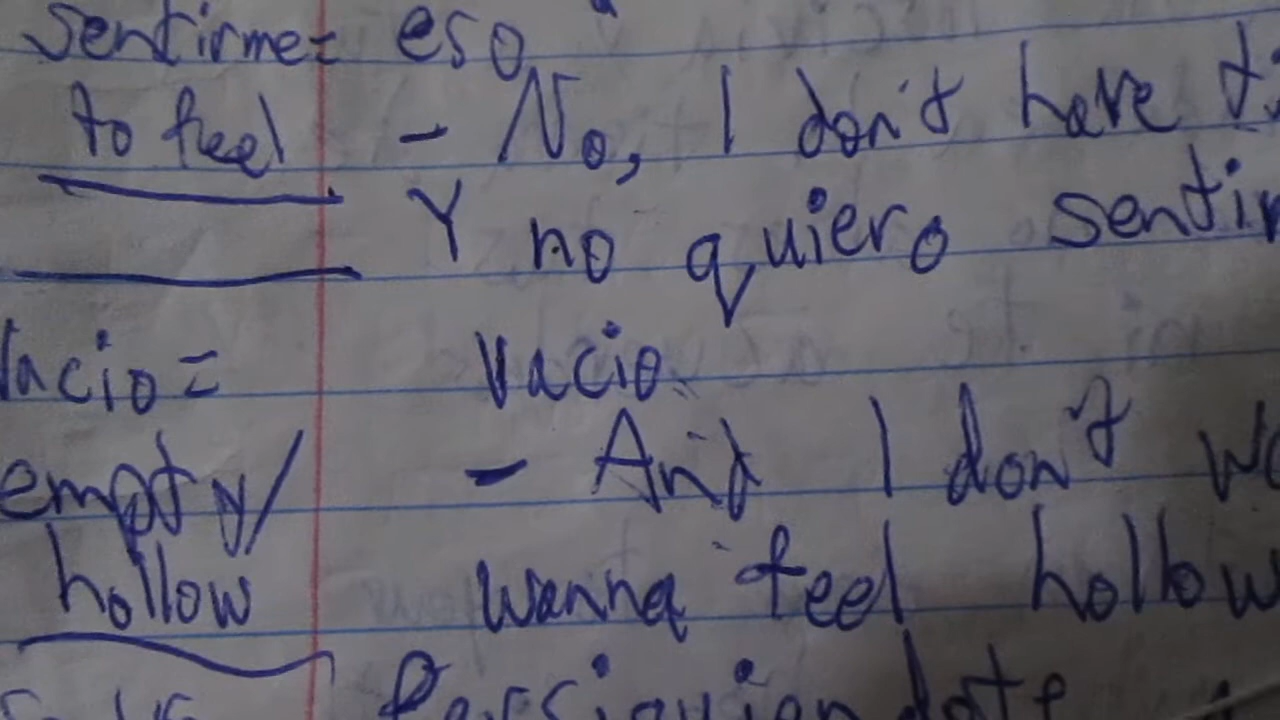 sentirme= eso
to feel - No, I don't have
Y no quiero
vacio= vacio.
empty/ - And I don't
hollow wanna feel hollow